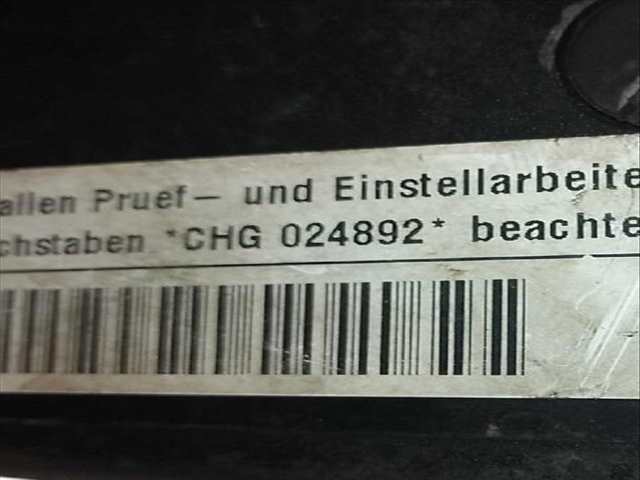 allen Pruef- und Einstellarbeite
chstaben *CHG 024892* beachte